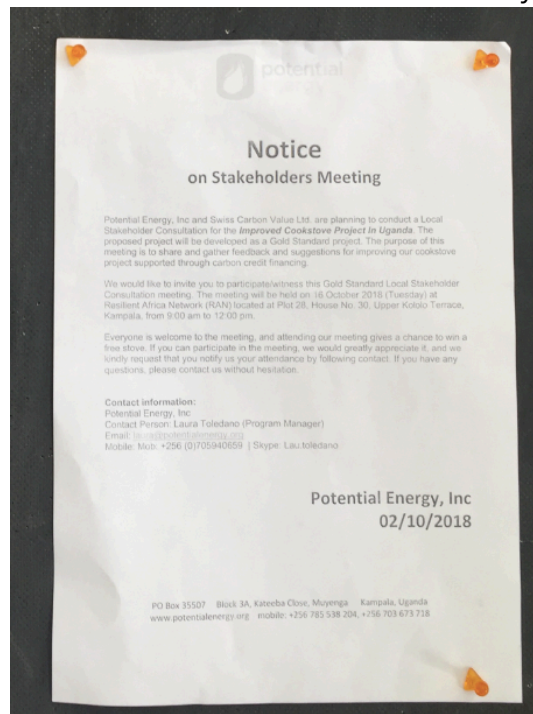 potential
Notice
on Stakeholders Meeting
Potential Energy, Inc and Swiss Carbon Value Ltd. are planning to conduct a Local
Stakeholder Consultation for the Improved Cookstove Project in Uganda. The
proposed project will be developed as a Gold Standard project. The purpose of this
meeting is to share and gather feedback and suggestions for improving our cookstove
project supported through carbon credit financing.
We would like to invite you to participate/witness this Gold Standard Local Stakeholder
Consultation meeting. The meeting will be held on 16 October 2018 (Tuesday) at
Resilient Africa Network (RAN) located at Plot 28, House No. 30, Upper Kololo Terrace,
Kampala, from 9:00 am to 12:00 pm.
Everyone is welcome to the meeting, and attending our meeting gives a chance to win a
free stove. If you can participate in the meeting, we would greatly appreciate it, and we
kindly request that you notify us your attendance by following contact. If you have any
questions, please contact us without hesitation.
Contact information:
Potential Energy, Inc
Contact Person: Laura Toledano (Program Manager)
Email:
Mobile: Mob: +256 (0)705940659 | Skype: Lau.toledano
Potential Energy, Inc
02/10/2018
PO Box 35507 Block 3A, Kateeba Close, Muyenga Kampala, Uganda
www.potentialenergy.org mobile: +256 785 538 204, +256 703 673 718